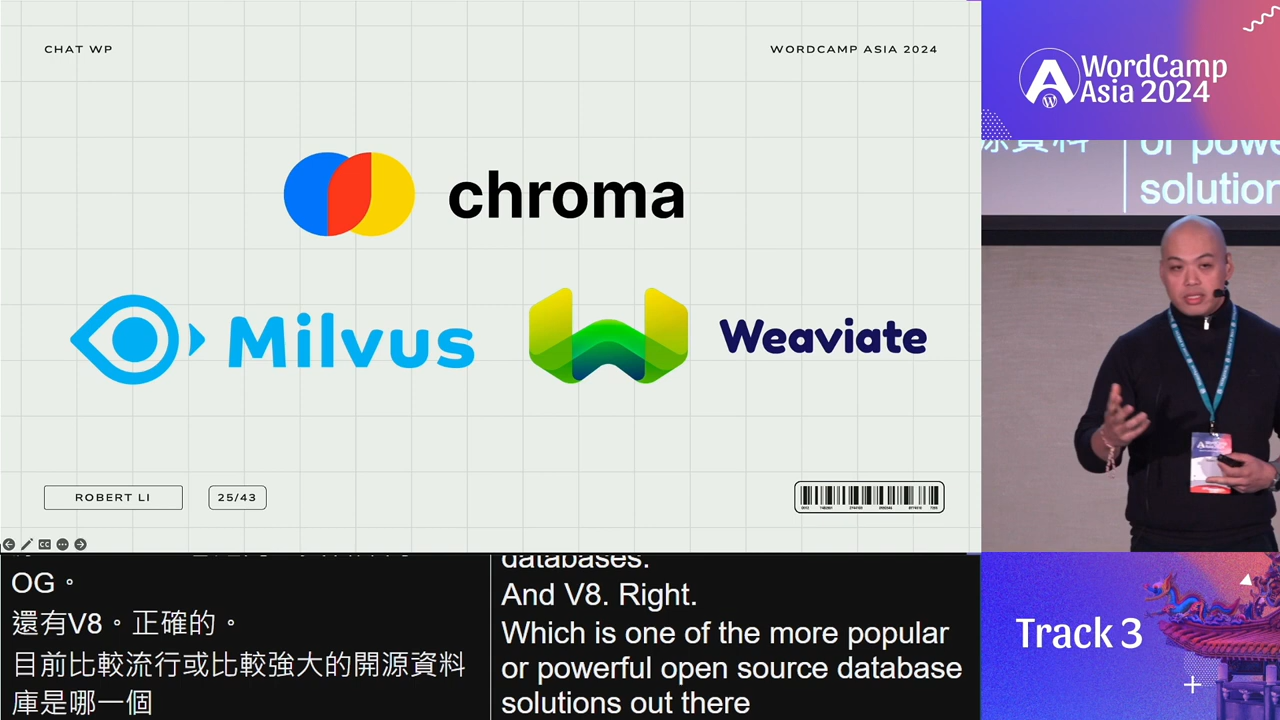 CHAT WP
WORDCAMP ASIA 2024
chroma
Milvus
Weaviate
ROBERT LI
25/43
WordCamp
Asia 2024
or powe
solution
OG。
還有V8。正確的。
目前比較流行或比較強大的開源資料
庫是哪一個
databases.
And V8. Right.
Which is one of the more popular
or powerful open source database
solutions out there
Track 3